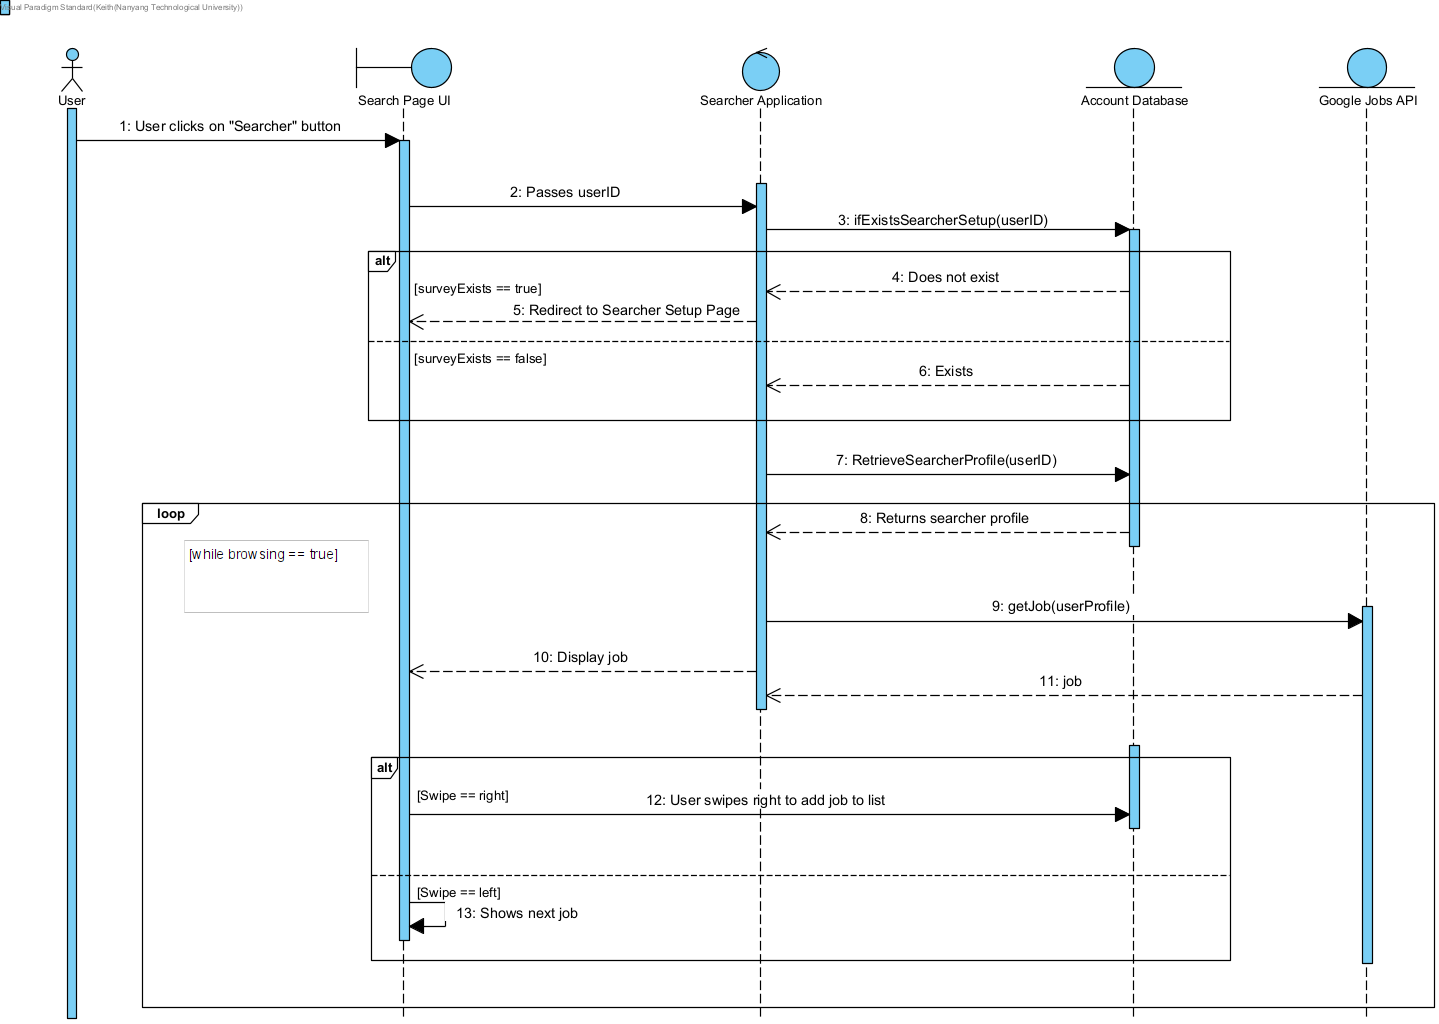 Visual Paradigm Standard(Keith(Nanyang Technological University))
User
Search Page UI
Searcher Application
Account Database
Google Jobs API
1: User clicks on "Searcher" button
2: Passes userID
3: ifExistsSearcherSetup(userID)
alt
4: Does not exist
[surveyExists == true]
5: Redirect to Searcher Setup Page
[surveyExists == false]
6: Exists
7: RetrieveSearcherProfile(userID)
loop
8: Returns searcher profile
[while browsing == true]
9: getJob(userProfile)
10: Display job
11: job
alt
[Swipe == right]
12: User swipes right to add job to list
[Swipe == left]
13: Shows next job